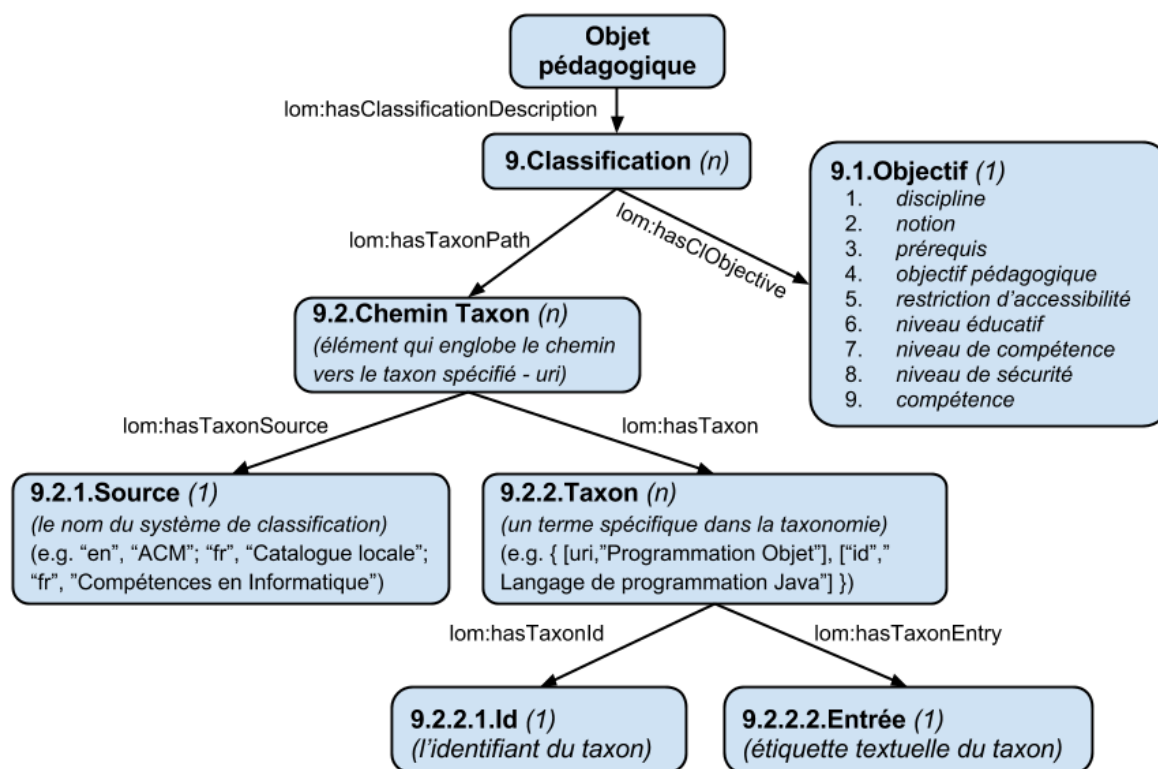 Objet
pédagogique
lom:hasClassificationDescription
9.Classification (n)
lom:hasTaxonPath
lom:hasClObjective
9.1.Objectif (1)
1. discipline
2. notion
3. prérequis
4. objectif pédagogique
5. restriction d’accessibilité
6. niveau éducatif
7. niveau de compétence
8. niveau de sécurité
9. compétence
9.2.Chemin Taxon (n)
(élément qui englobe le chemin
vers le taxon spécifié - uri)
lom:hasTaxonSource
lom:hasTaxon
9.2.1.Source (1)
(le nom du système de classification)
(e.g. “en”, “ACM”; “fr”, “Catalogue locale”;
“fr”, ”Compétences en Informatique”)
9.2.2.Taxon (n)
(un terme spécifique dans la taxonomie)
(e.g. { [uri,”Programmation Objet”], [“id”,”
Langage de programmation Java”] })
lom:hasTaxonId
lom:hasTaxonEntry
9.2.2.1.Id (1)
(l’identifiant du taxon)
9.2.2.2.Entrée (1)
(étiquette textuelle du taxon)